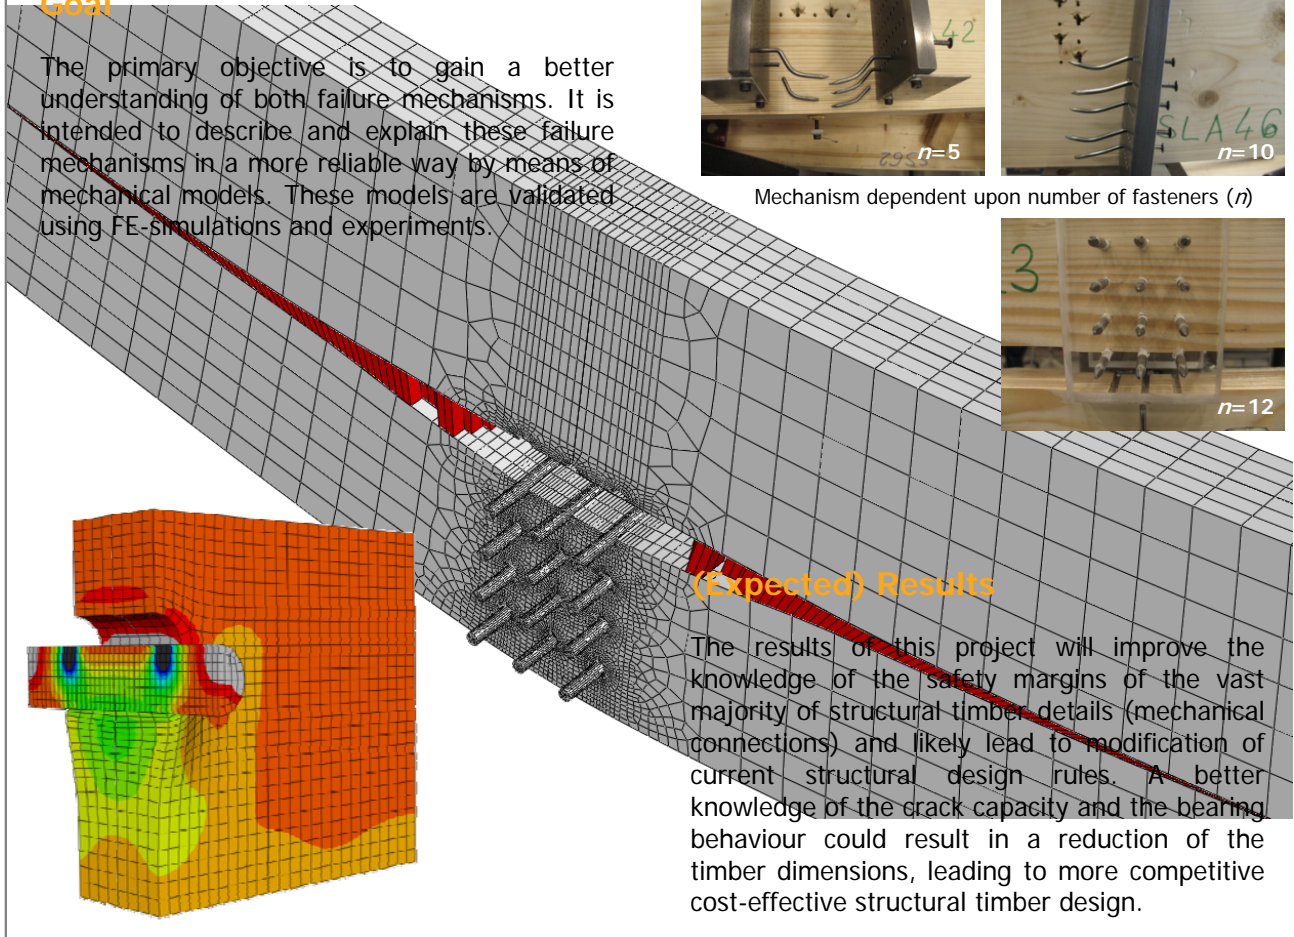 Goal
The primary objective is to gain a better
understanding of both failure mechanisms. It is
intended to describe and explain these failure
mechanisms in a more reliable way by means of
mechanical models. These models are validated
using FE-simulations and experiments.
42
n=5
SLA46
n=10
Mechanism dependent upon number of fasteners (n)
3
n=12
(Expected) Results
The results of this project will improve the
knowledge of the safety margins of the vast
majority of structural timber details (mechanical
connections) and likely lead to modification of
current structural design rules. A better
knowledge of the crack capacity and the bearing
behaviour could result in a reduction of the
timber dimensions, leading to more competitive
cost-effective structural timber design.